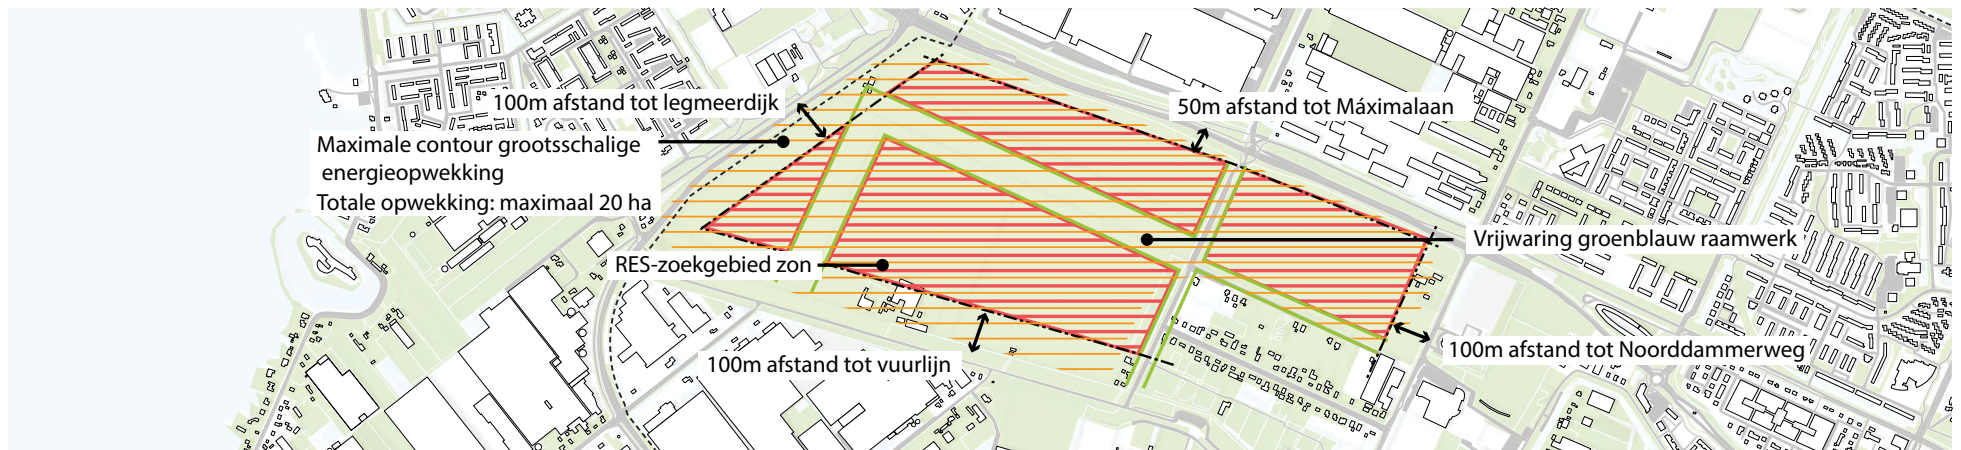 100m afstand tot legmeerdijk
50m afstand tot Máximalaan
Maximale contour grootsschalige
energieopwekking
Totale opwekking: maximaal 20 ha
Vrijwaring groenblauw raamwerk
RES-zoekgebied zon
100m afstand tot vuurlijn
100m afstand tot Noorddammerweg